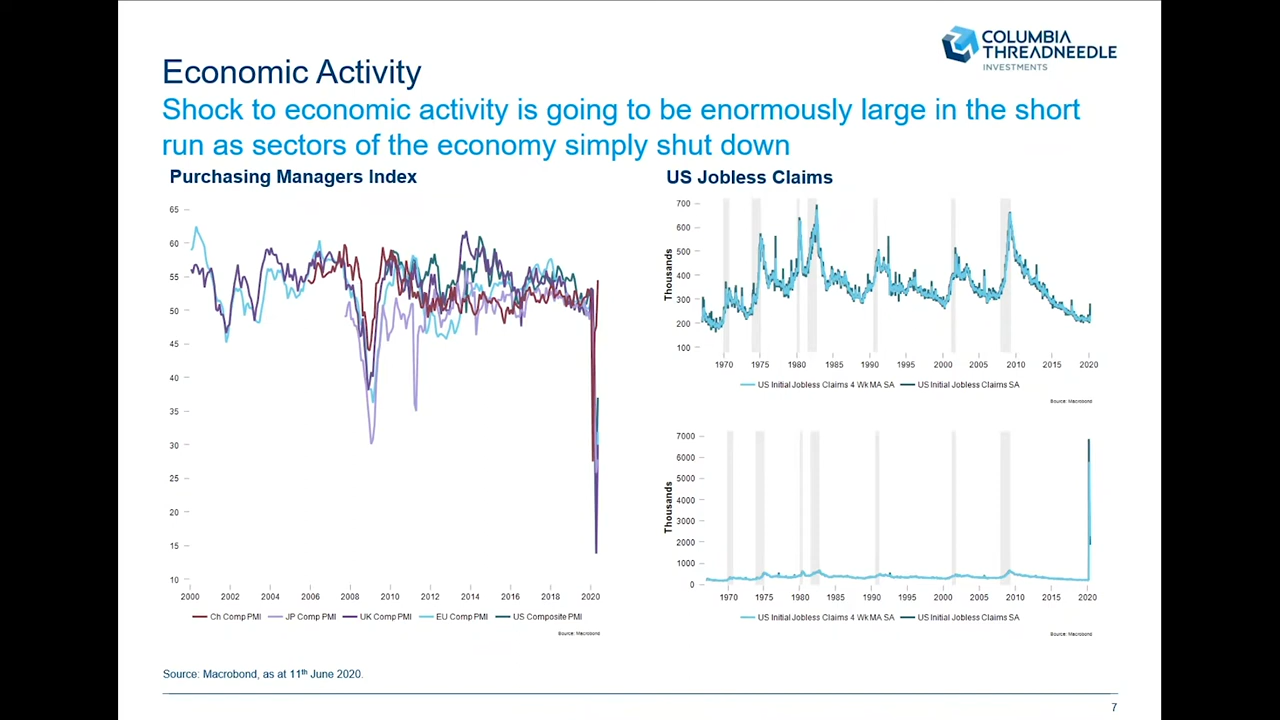 COLUMBIA
THREADNEEDLE
INVESTMENTS
Economic Activity
Shock to economic activity is going to be enormously large in the short
run as sectors of the economy simply shut down
Purchasing Managers Index
65
60
55
50
45
40
35
30
25
20
15
10
2000 2002 2004 2006 2008 2010 2012 2014 2016 2018 2020
Ch Comp PMI JP Comp PMI UK Comp PMI EU Comp PMI US Composite PMI
Source: Macrobond
US Jobless Claims
Thousands
700
600
500
400
300
200
100
1970 1975 1980 1985 1990 1995 2000 2005 2010 2015 2020
US Initial Jobless Claims 4 Wk MA SA US Initial Jobless Claims SA
Source: Macrobond
Thousands
7000
6000
5000
4000
3000
2000
1000
0
1970 1975 1980 1985 1990 1995 2000 2005 2010 2015 2020
US Initial Jobless Claims 4 Wk MA SA US Initial Jobless Claims SA
Source: Macrobond
Source: Macrobond, as at 11th June 2020.
7